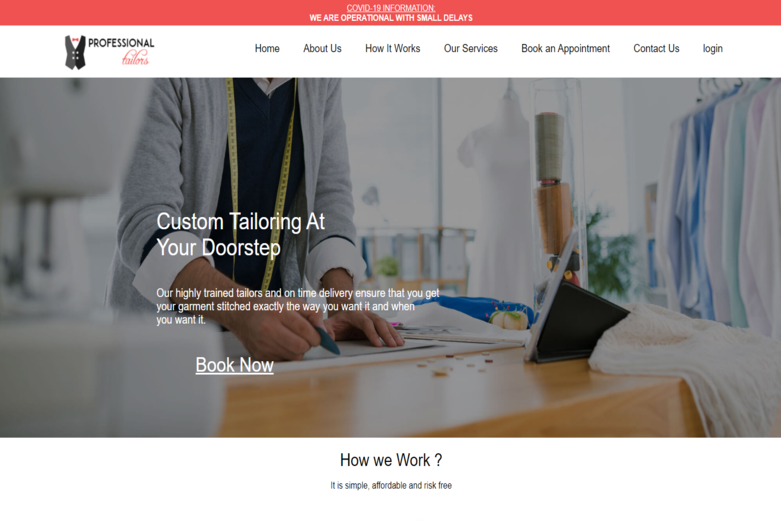 COVID-19 INFORMATION:
WE ARE OPERATIONAL WITH SMALL DELAYS
PROFESSIONAL
tailors
Home About Us How It Works Our Services Book an Appointment Contact Us login
Custom Tailoring At
Your Doorstep
Our highly trained tailors and on time delivery ensure that you get
your garment stitched exactly the way you want it and when
you want it.
Book Now
How we Work ?
It is simple, affordable and risk free